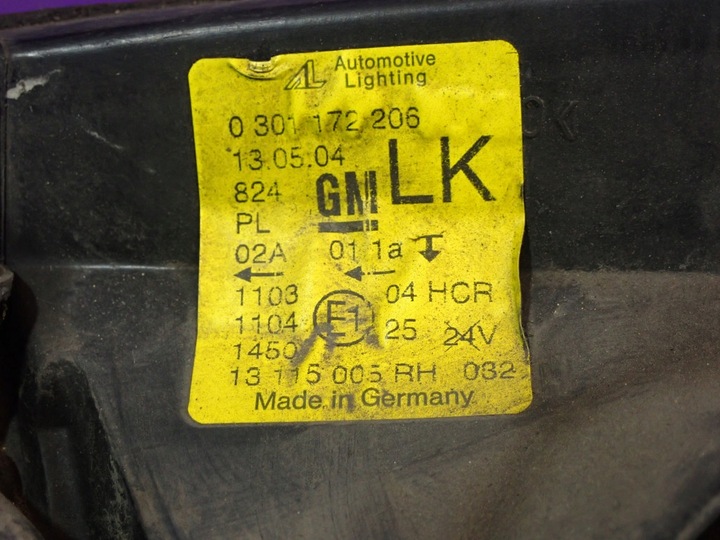 AL Automotive
Lighting
0 301 172 206
13.05.04
824 GM LK
PL
02A 01 1a
1103 04 HCR
1104 E1 25 24V
1450
13 115 005 RH 032
Made in Germany